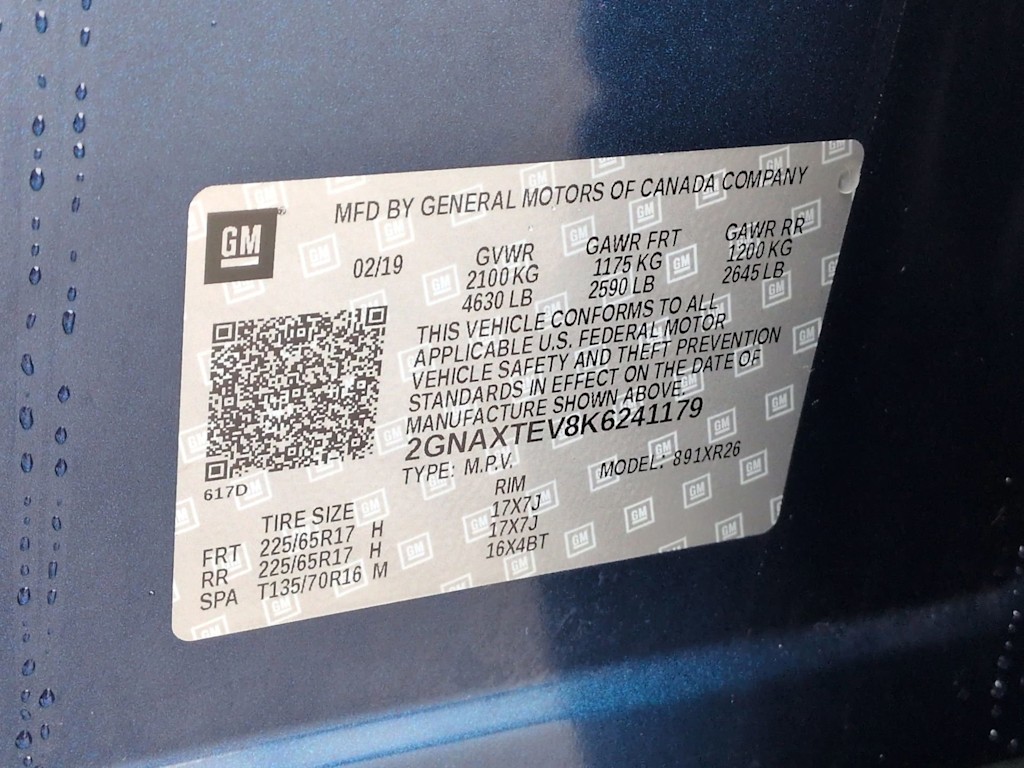 GM
MFD BY GENERAL MOTORS OF CANADA COMPANY
02/19
GVWR
2100 KG
4630 LB
GAWR FRT
1175 KG
2590 LB
GAWR RR
1200 KG
2645 LB
THIS VEHICLE CONFORMS TO ALL
APPLICABLE U.S. FEDERAL MOTOR
VEHICLE SAFETY AND THEFT PREVENTION
STANDARDS IN EFFECT ON THE DATE OF
MANUFACTURE SHOWN ABOVE.
2GNAXTEV8K6241179
TYPE: M.P.V. MODEL: 891XR26
617D
TIRE SIZE RIM
FRT 225/65R17 H 17X7J
RR 225/65R17 H 17X7J
SPA T135/70R16 M 16X4BT